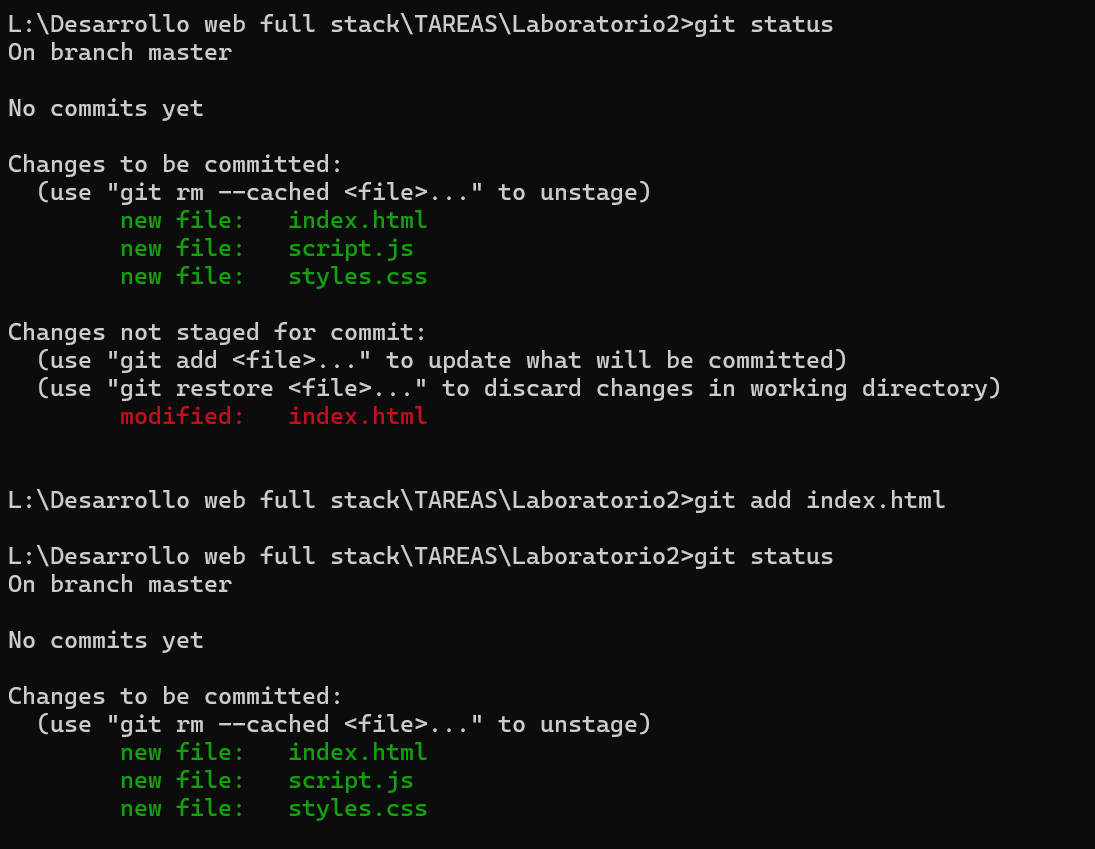 L:\Desarrollo web full stack\TAREAS\Laboratorio2>git status
On branch master
No commits yet
Changes to be committed:
  (use "git rm --cached <file>..." to unstage)
        new file:   index.html
        new file:   script.js
        new file:   styles.css
Changes not staged for commit:
  (use "git add <file>..." to update what will be committed)
  (use "git restore <file>..." to discard changes in working directory)
        modified:   index.html
L:\Desarrollo web full stack\TAREAS\Laboratorio2>git add index.html
L:\Desarrollo web full stack\TAREAS\Laboratorio2>git status
On branch master
No commits yet
Changes to be committed:
  (use "git rm --cached <file>..." to unstage)
        new file:   index.html
        new file:   script.js
        new file:   styles.css